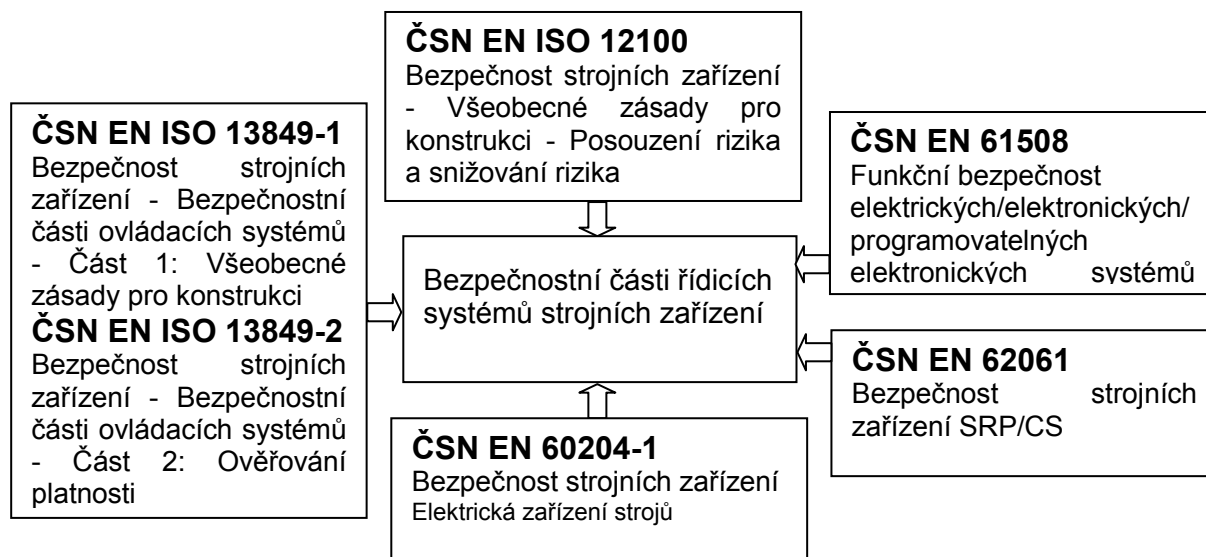 ČSN EN ISO 12100
Bezpečnost strojních zařízení
- Všeobecné zásady pro
konstrukci - Posouzení rizika
a snižování rizika
ČSN EN ISO 13849-1
Bezpečnost strojních
zařízení - Bezpečnostní
části ovládacích systémů
- Část 1: Všeobecné
zásady pro konstrukci
ČSN EN ISO 13849-2
Bezpečnost strojních
zařízení - Bezpečnostní
části ovládacích systémů
- Část 2: Ověřování
platnosti
Bezpečnostní části řídicích
systémů strojních zařízení
ČSN EN 61508
Funkční bezpečnost
elektrických/elektronických/
programovatelných
elektronických systémů
ČSN EN 62061
Bezpečnost strojních
zařízení SRP/CS
ČSN EN 60204-1
Bezpečnost strojních zařízení
Elektrická zařízení strojů